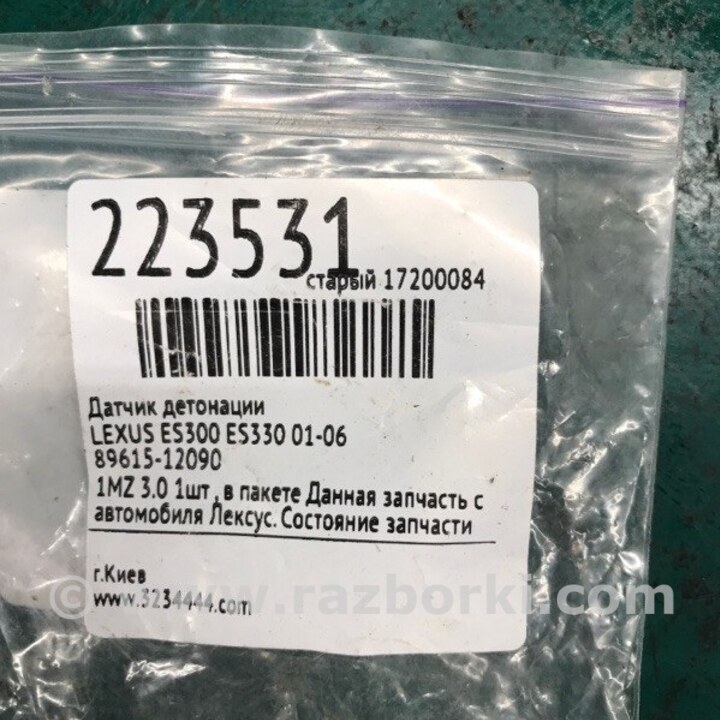 223531
старый 17200084
Датчик детонации
LEXUS ES300 ES330 01-06
89615-12090
1MZ 3.0 1шт, в пакете Данная запчасть с
автомобиля Лексус. Состояние запчасти
г.Киев
www.3234444.com
© www.razborki.com